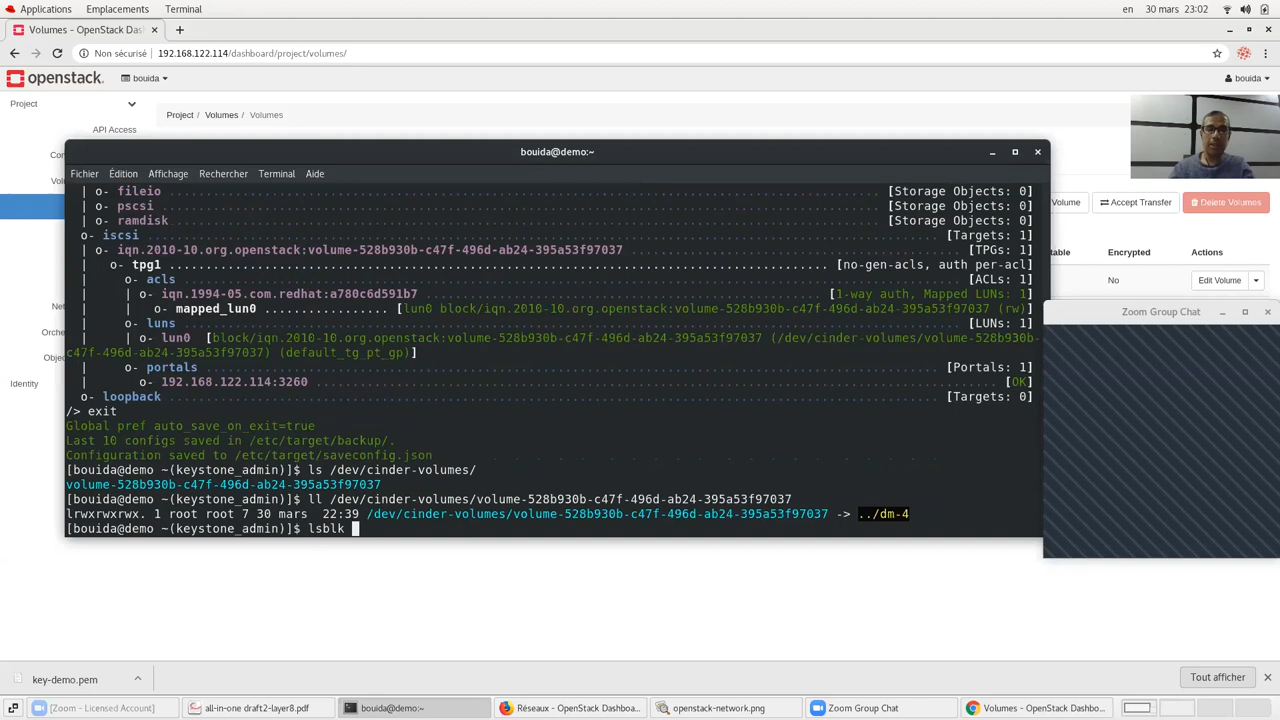 Applications Emplacements Terminal en 30 mars 23:02
Volumes - OpenStack Das
Non sécurisé 192.168.122.114/dashboard/project/volumes/
openstack. bouida bouida
Project
Project / Volumes / Volumes
API Access
bouida@demo:~
Fichier Édition Affichage Rechercher Terminal Aide
| o- fileio [Storage Objects: 0]
| o- pscsi [Storage Objects: 0]
| o- ramdisk [Storage Objects: 0]
o- iscsi [Targets: 1]
| o- iqn.2010-10.org.openstack:volume-528b930b-c47f-496d-ab24-395a53f97037 [TPGs: 1]
| o- tpg1 [no-gen-acls, auth per-acl]
| o- acls [ACLs: 1]
| | o- iqn.1994-05.com.redhat:a780c6d591b7 [1-way auth, Mapped LUNs: 1]
| | o- mapped_lun0 [lun0 block/iqn.2010-10.org.openstack:volume-528b930b-c47f-496d-ab24-395a53f97037 (rw)]
| o- luns [LUNs: 1]
| | o- lun0 [block/iqn.2010-10.org.openstack:volume-528b930b-c47f-496d-ab24-395a53f97037 (/dev/cinder-volumes/volume-528b930b-
c47f-496d-ab24-395a53f97037) (default_tg_pt_gp)]
| o- portals [Portals: 1]
| o- 192.168.122.114:3260 [OK]
o- loopback [Targets: 0]
/> exit
Global pref auto_save_on_exit=true
Last 10 configs saved in /etc/target/backup/.
Configuration saved to /etc/target/saveconfig.json
[bouida@demo ~(keystone_admin)]$ ls /dev/cinder-volumes/
volume-528b930b-c47f-496d-ab24-395a53f97037
[bouida@demo ~(keystone_admin)]$ ll /dev/cinder-volumes/volume-528b930b-c47f-496d-ab24-395a53f97037
lrwxrwxrwx. 1 root root 7 30 mars 22:39 /dev/cinder-volumes/volume-528b930b-c47f-496d-ab24-395a53f97037 -> ../dm-4
[bouida@demo ~(keystone_admin)]$ lsblk
Volume Accept Transfer Delete Volumes
table Encrypted Actions
No Edit Volume
Zoom Group Chat
Identity
key-demo.pem Tout afficher
[Zoom - Licensed Account] all-in-one draft2-layer8.pdf bouida@demo:~ Réseaux - OpenStack Dashboa... openstack-network.png Zoom Group Chat Volumes - OpenStack Dashbo...